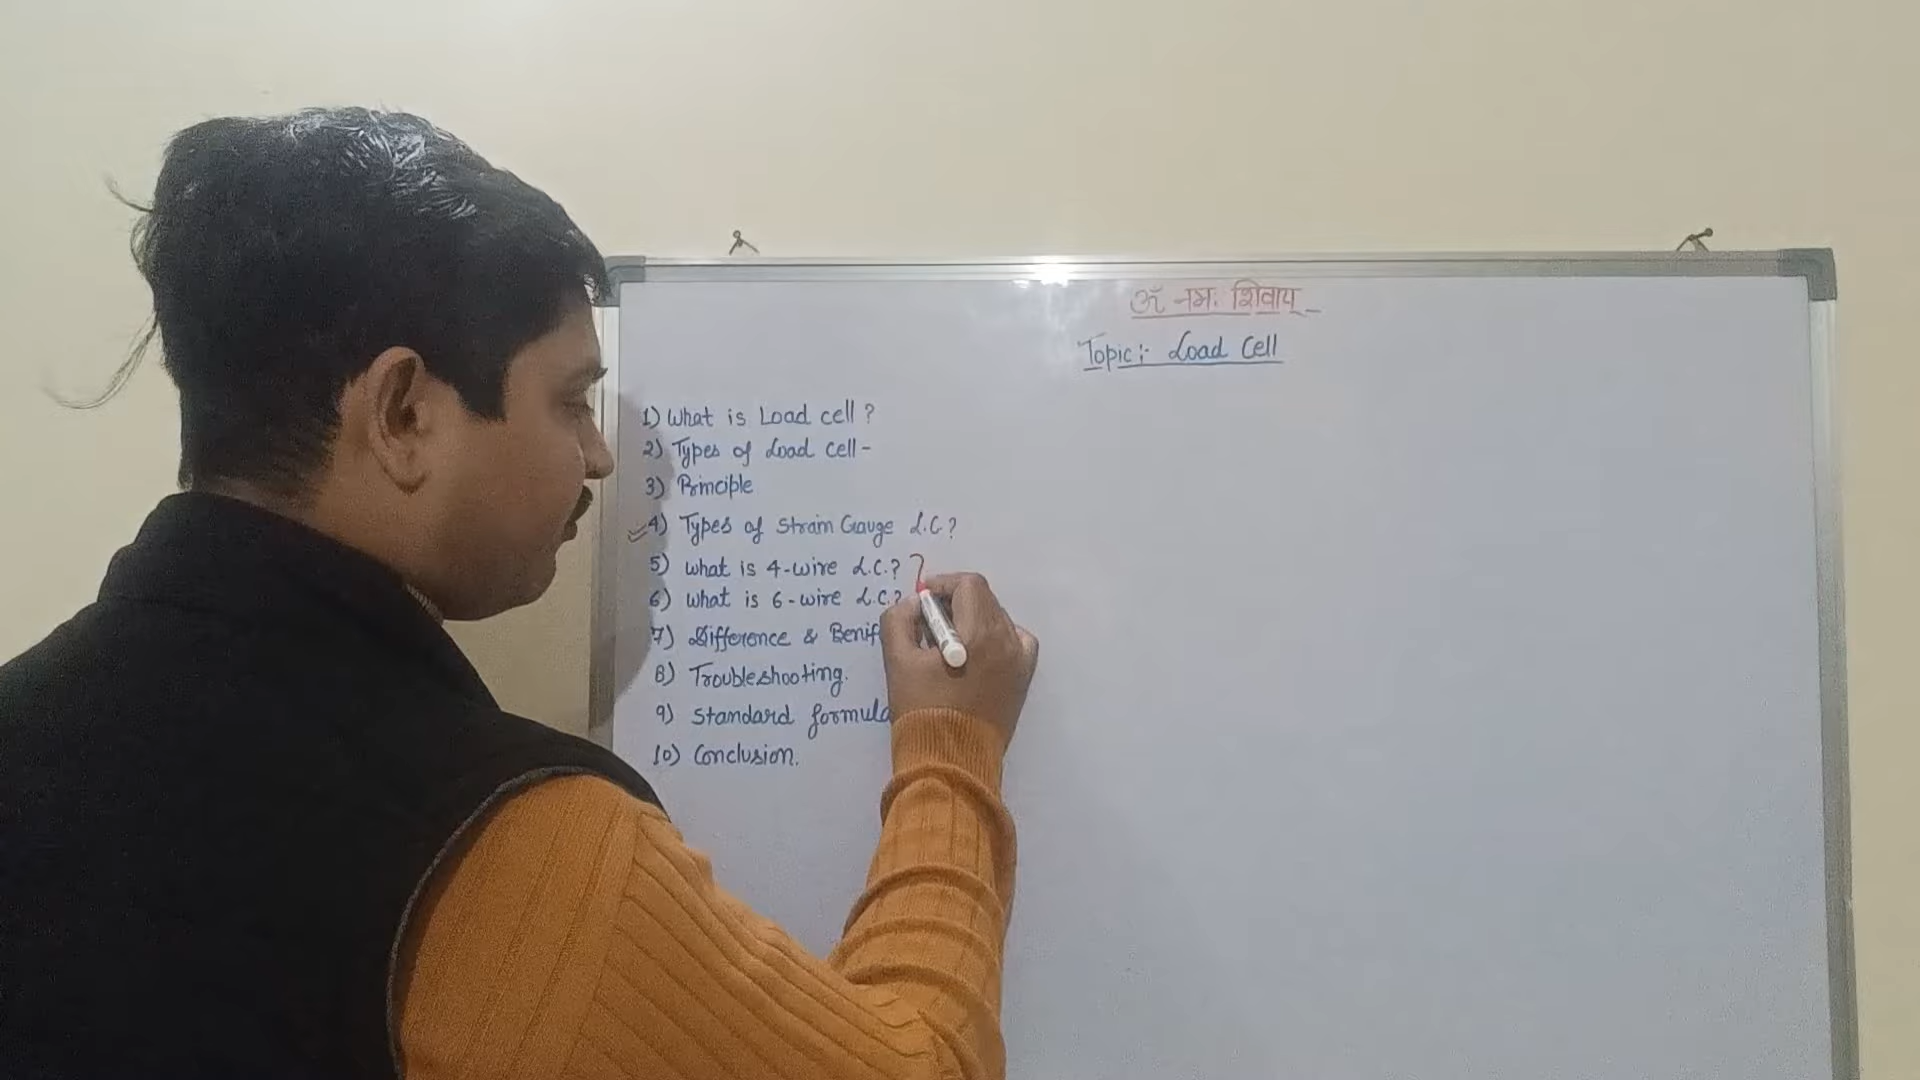 ॐ नमः शिवाय
Topic:- Load Cell
1) What is Load cell ?
2) Types of Load cell -
3) Principle
4) Types of Strain Gauge L.C. ?
5) What is 4-wire L.C. ?
6) What is 6-wire L.C. ?
7) Difference & Benif
8) Troubleshooting.
9) Standard formula
10) Conclusion.